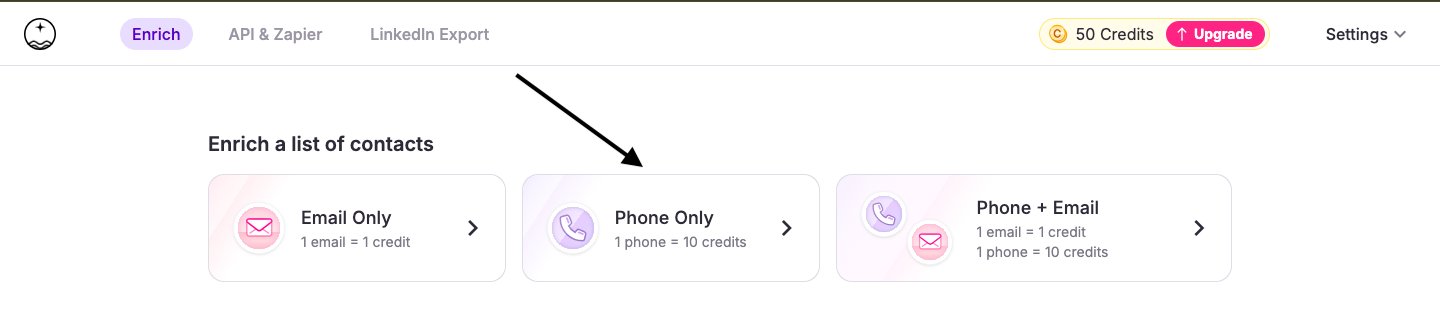 Enrich
API & Zapier
LinkedIn Export
C
50 Credits
↑ Upgrade
Settings
Enrich a list of contacts
Email Only
1 email = 1 credit
Phone Only
1 phone = 10 credits
Phone + Email
1 email = 1 credit
1 phone = 10 credits